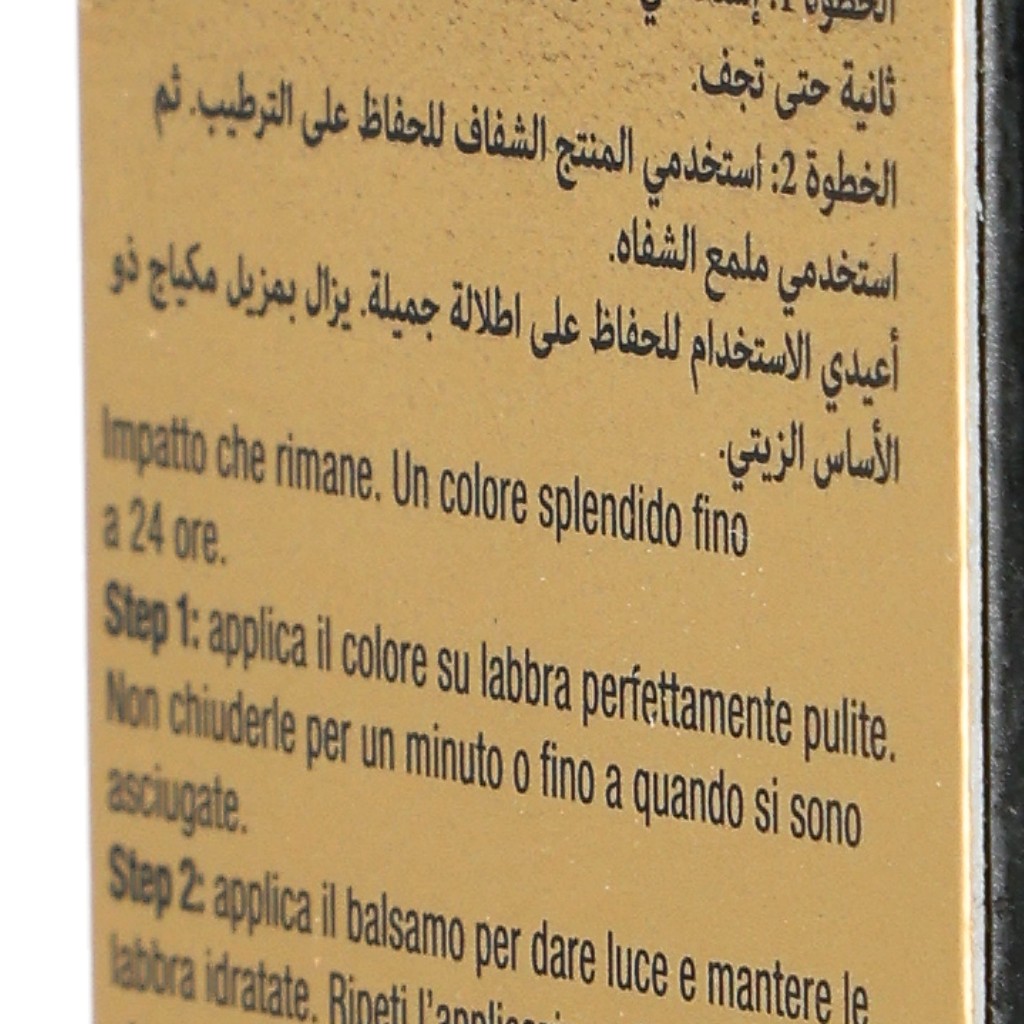 الخطوة 1:
ثانية حتى تجف.
الخطوة 2: استخدمي المنتج الشفاف للحفاظ على الترطيب. ثم
استخدمي ملمع الشفاه.
أعيدي الاستخدام للحفاظ على اطلالة جميلة. يزال بمزيل مكياج ذو
الأساس الزيتي.
Impatto che rimane. Un colore splendido fino
a 24 ore.
Step 1: applica il colore su labbra perfettamente pulite.
Non chiuderle per un minuto o fino a quando si sono
asciugate.
Step 2: applica il balsamo per dare luce e mantere le
labbra idratate. Ripeti